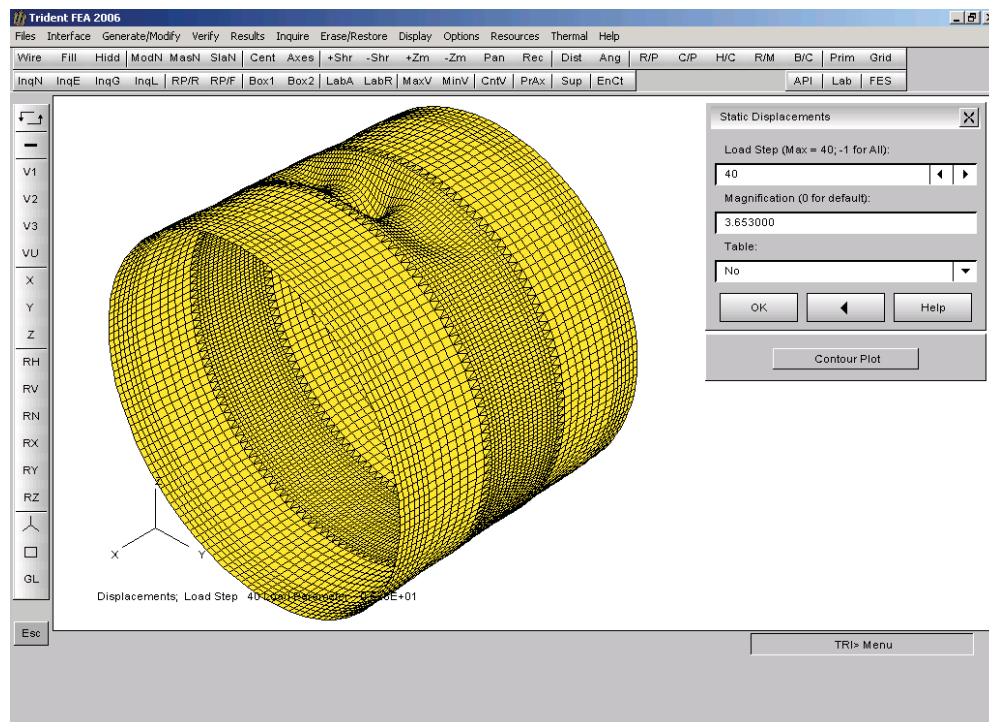 Trident FEA 2006
Files Interface Generate/Modify Verify Results Inquire Erase/Restore Display Options Resources Thermal Help
Wire Fill Hidd ModN MasN SlaN Cent Axes +Shr -Shr +Zm -Zm Pan Rec Dist Ang R/P C/P H/C R/M B/C Prim Grid
InqN InqE InqG InqL RP/R RP/F Box1 Box2 LabA LabR MaxV MinV CntV PrAx Sup EnCt API Lab FES
V1
V2
V3
VU
X
Y
Z
RH
RV
RN
RX
RY
RZ
GL
Esc
Static Displacements
Load Step (Max = 40; -1 for All):
40
Magnification (0 for default):
3.653000
Table:
No
OK Help
Contour Plot
Z
X Y
Displacements; Load Step 40 Load Parameter E+01
TRI> Menu